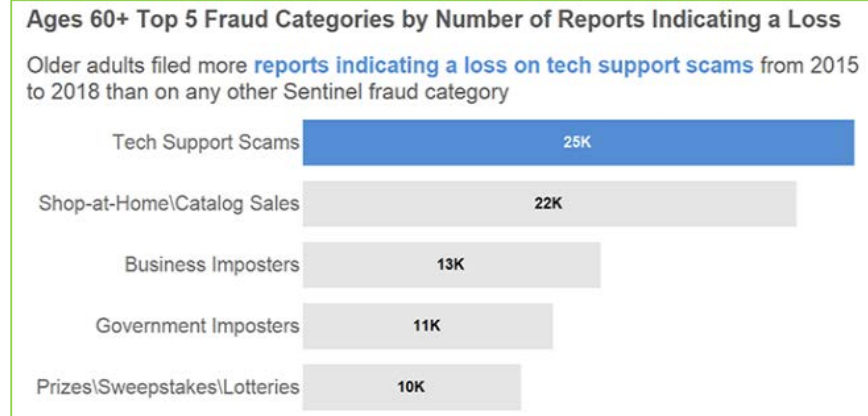 Ages 60+ Top 5 Fraud Categories by Number of Reports Indicating a Loss
Older adults filed more reports indicating a loss on tech support scams from 2015
to 2018 than on any other Sentinel fraud category
Tech Support Scams 25K
Shop-at-Home\Catalog Sales 22K
Business Imposters 13K
Government Imposters 11K
Prizes\Sweepstakes\Lotteries 10K